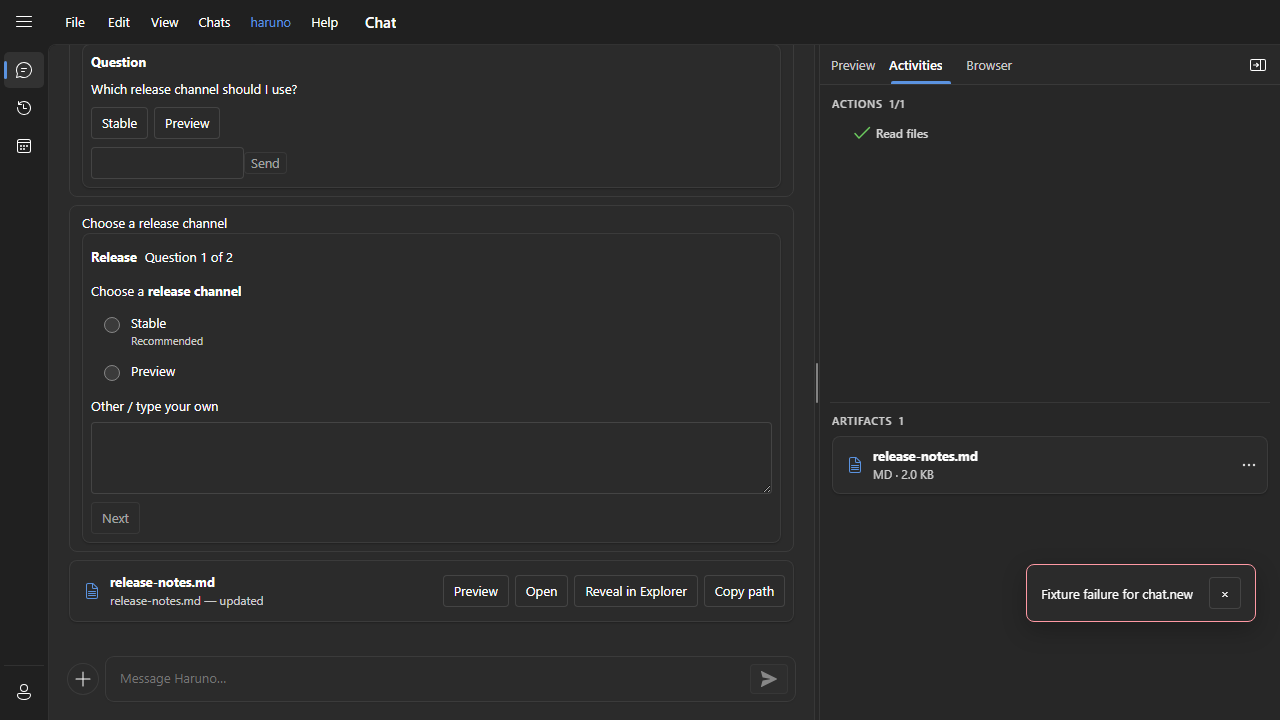 File Edit View Chats haruno Help Chat
Question
Which release channel should I use?
Stable Preview
Send
Choose a release channel
Release Question 1 of 2
Choose a release channel
Stable
Recommended
Preview
Other / type your own
Next
release-notes.md
release-notes.md — updated
Preview Open Reveal in Explorer Copy path
Message Haruno...
Preview Activities Browser
ACTIONS 1/1
Read files
ARTIFACTS 1
release-notes.md
MD · 2.0 KB
Fixture failure for chat.new ×